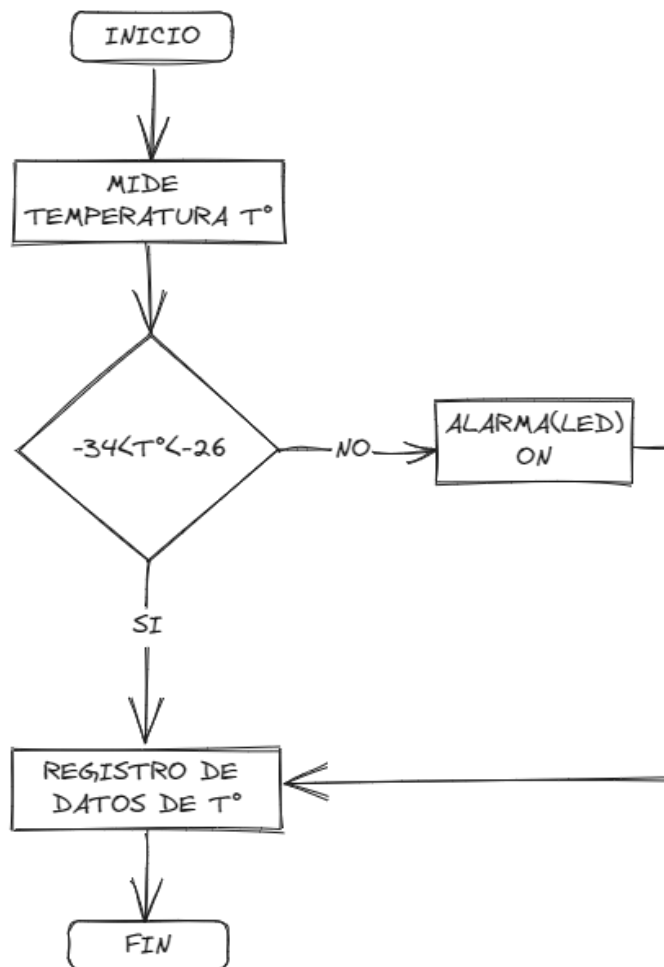 INICIO
MIDE
TEMPERATURA T°
-34<T°<-26
NO
ALARMA(LED)
ON
SI
REGISTRO DE
DATOS DE T°
FIN